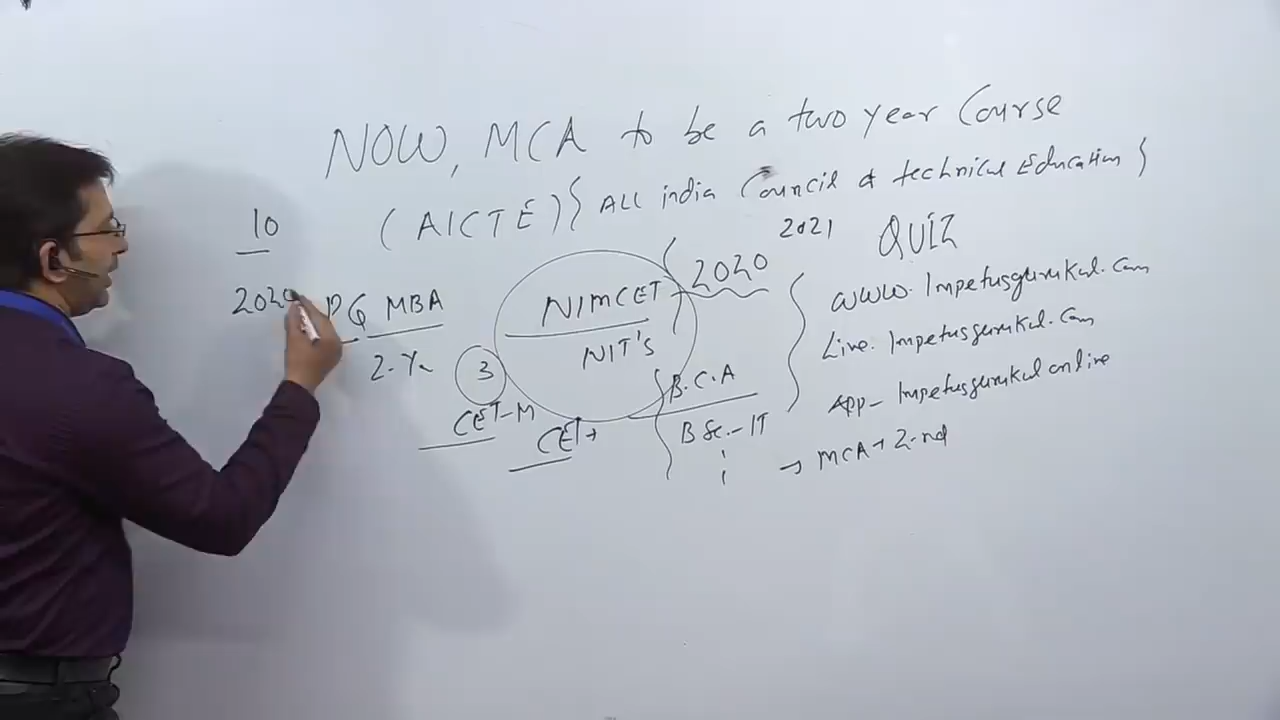 NOW, MCA to be a two year Course
(AICTE) { ALL india Council & technical Education }
10
2021 QUIZ
2020 PG MBA
2-Yr
NIMCET 2020
NIT'S
3
CET-M
CET+
B.C.A
BSc.-IT
www.Impetusgurukul.com
Live.Impetusgurukul.com
App- Impetusgurukul online
→ MCA → 2-nd